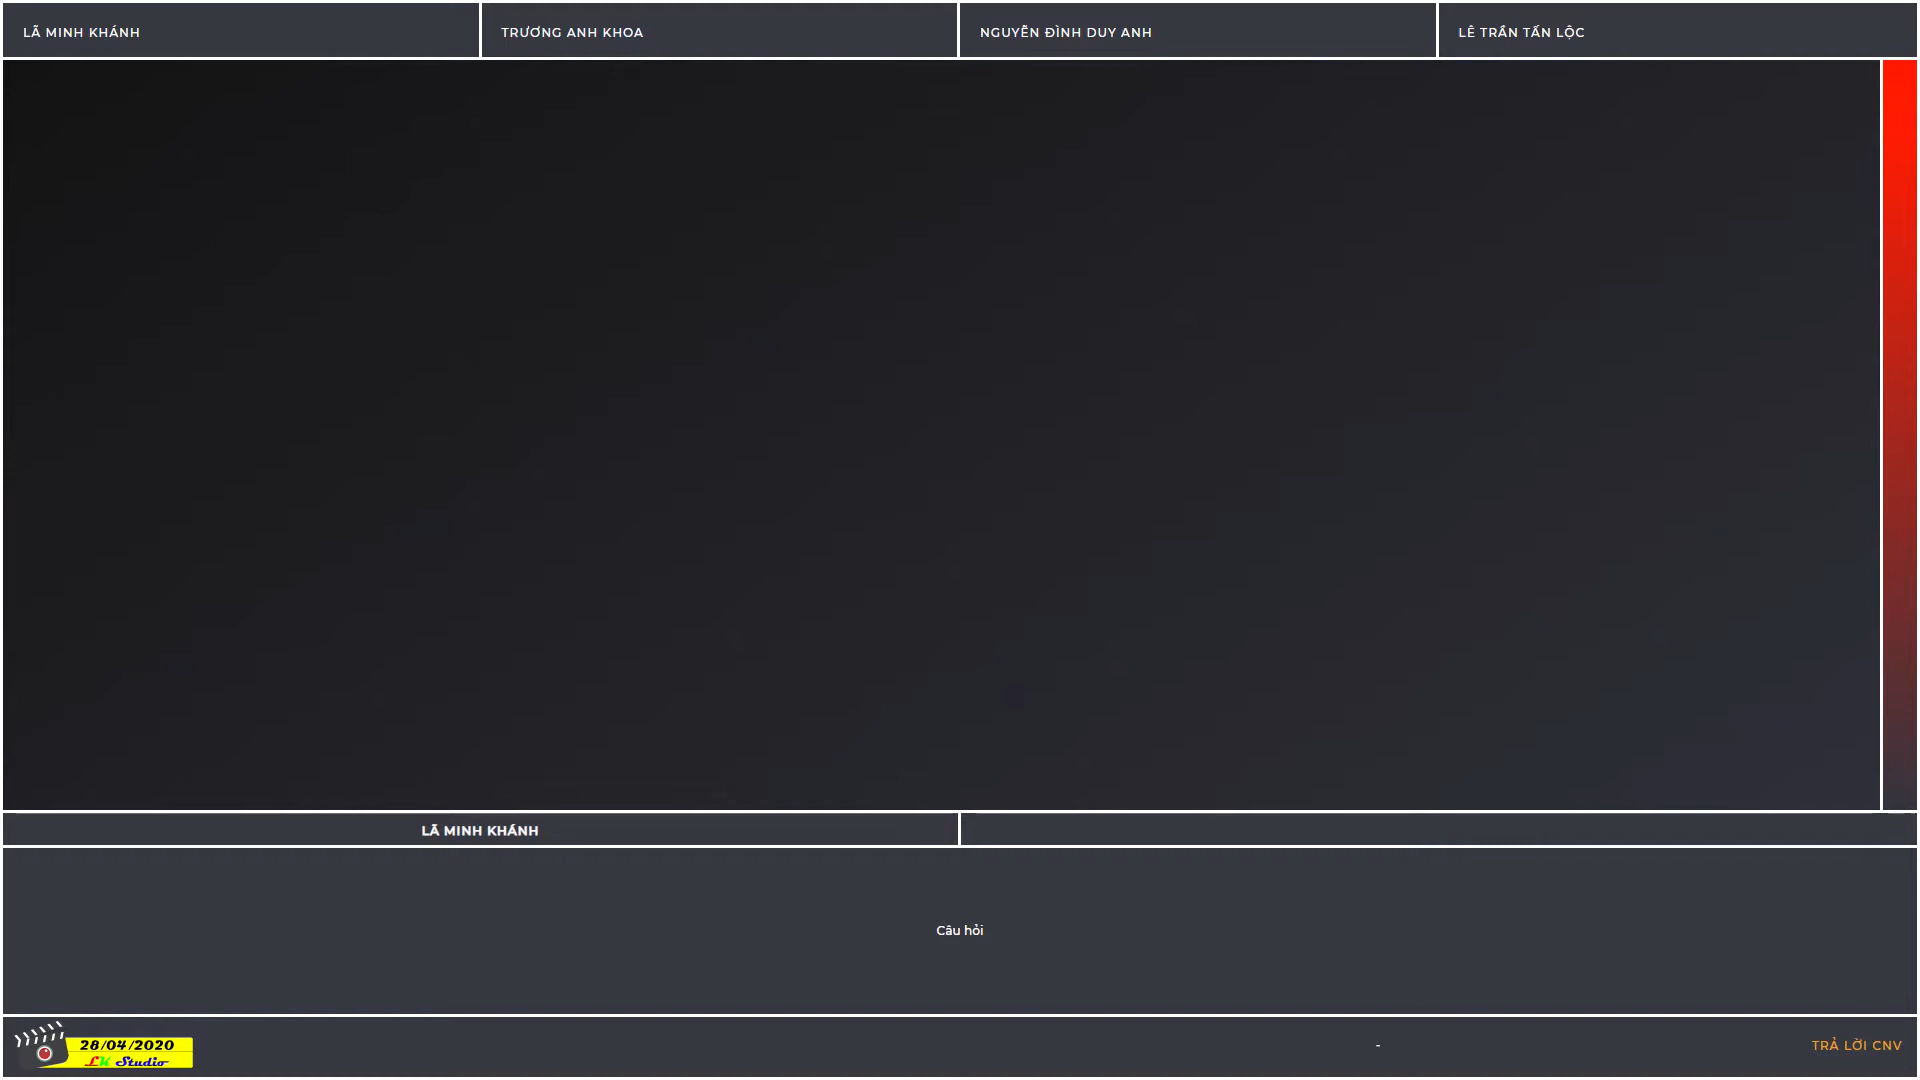 LÃ MINH KHÁNH
TRƯƠNG ANH KHOA
NGUYỄN ĐÌNH DUY ANH
LÊ TRẦN TẤN LỘC
LÃ MINH KHÁNH
Câu hỏi
28/04/2020
LK Studio
-
TRẢ LỜI CNV